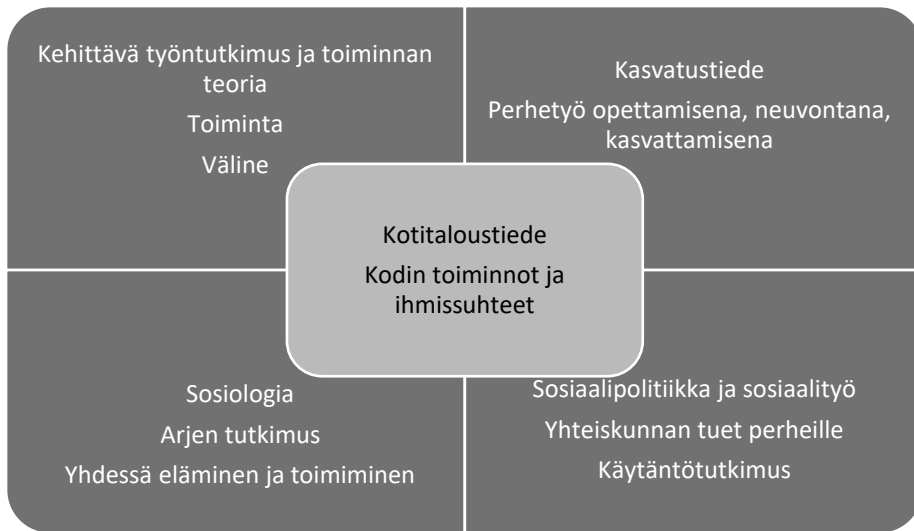 Kehittävä työntutkimus ja toiminnan
teoria
Toiminta
Väline
Kasvatustiede
Perhetyö opettamisena, neuvontana,
kasvattamisena
Kotitaloustiede
Kodin toiminnot ja
ihmissuhteet
Sosiologia
Arjen tutkimus
Yhdessä eläminen ja toimiminen
Sosiaalipolitiikka ja sosiaalityö
Yhteiskunnan tuet perheille
Käytäntötutkimus